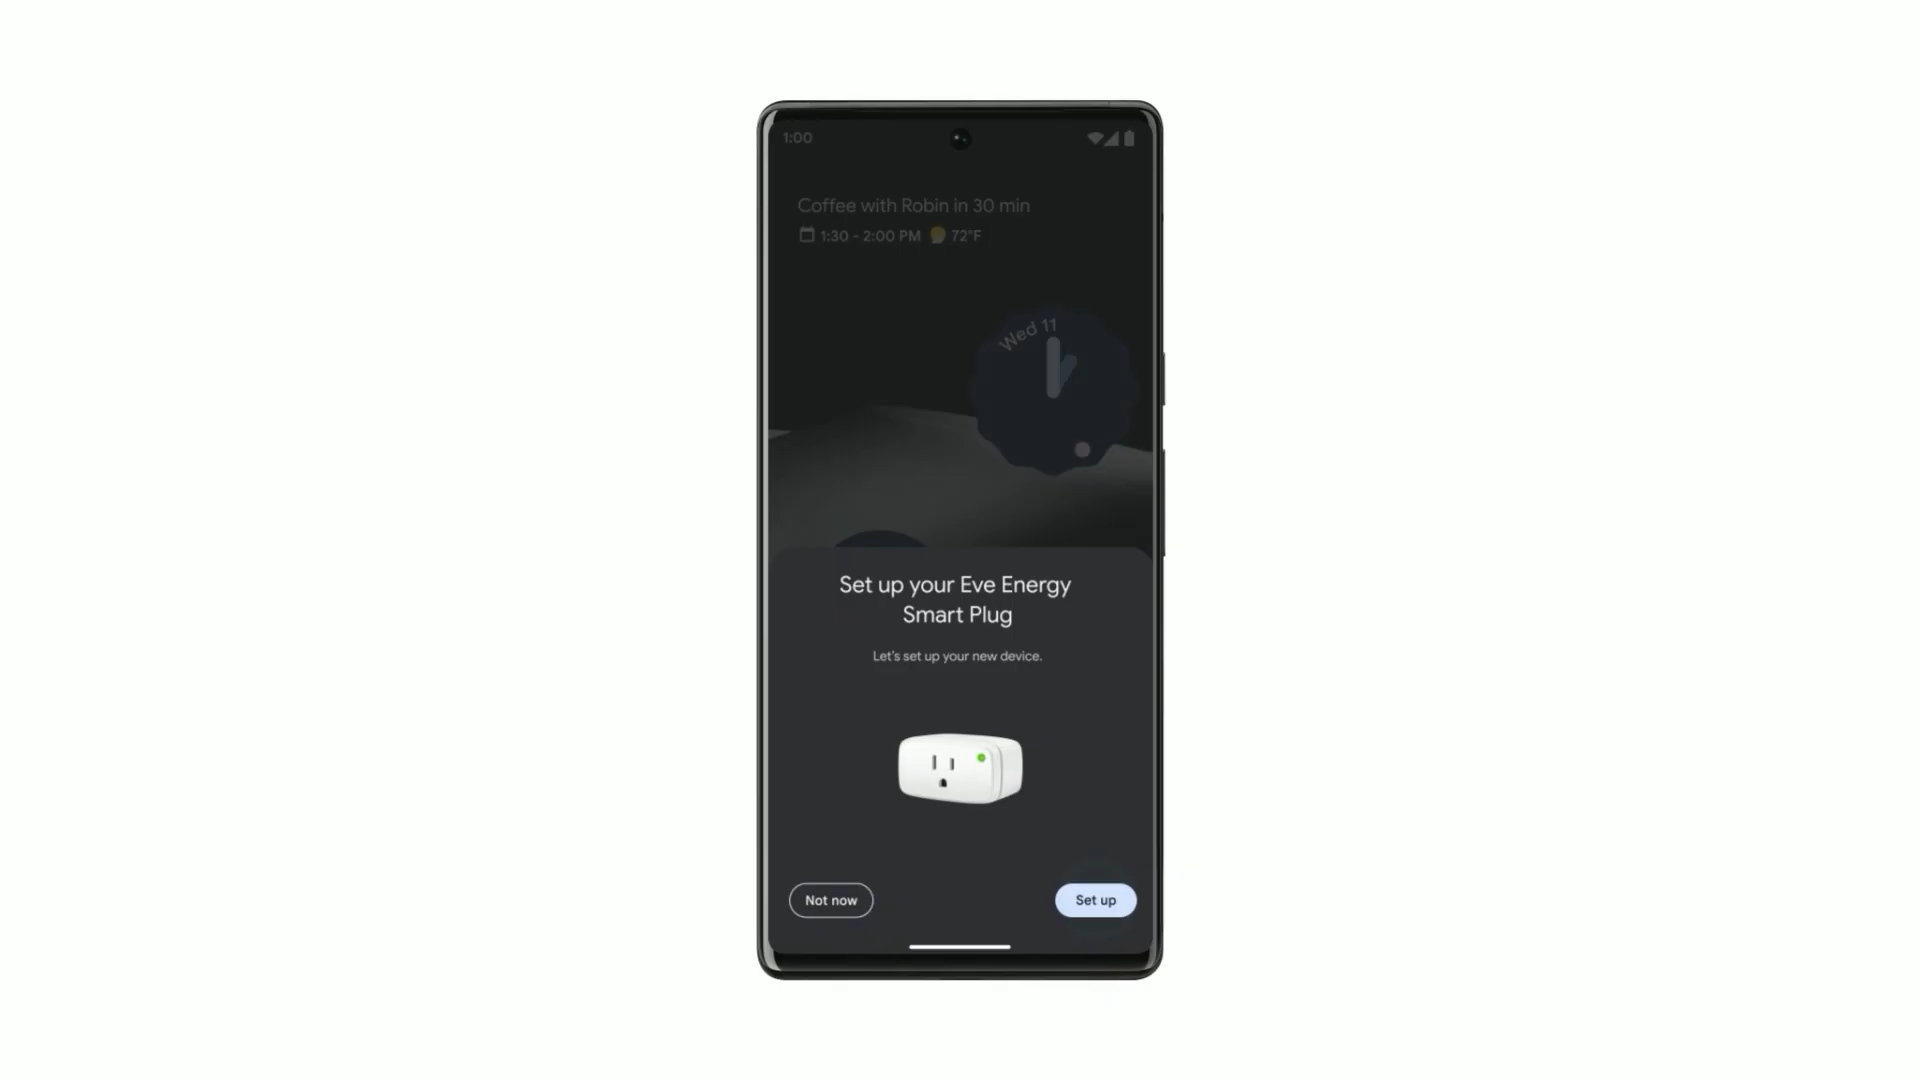 1:00
Coffee with Robin in 30 min
1:30 - 2:00 PM 72°F
Wed 11
Set up your Eve Energy
Smart Plug
Let's set up your new device.
Not now
Set up